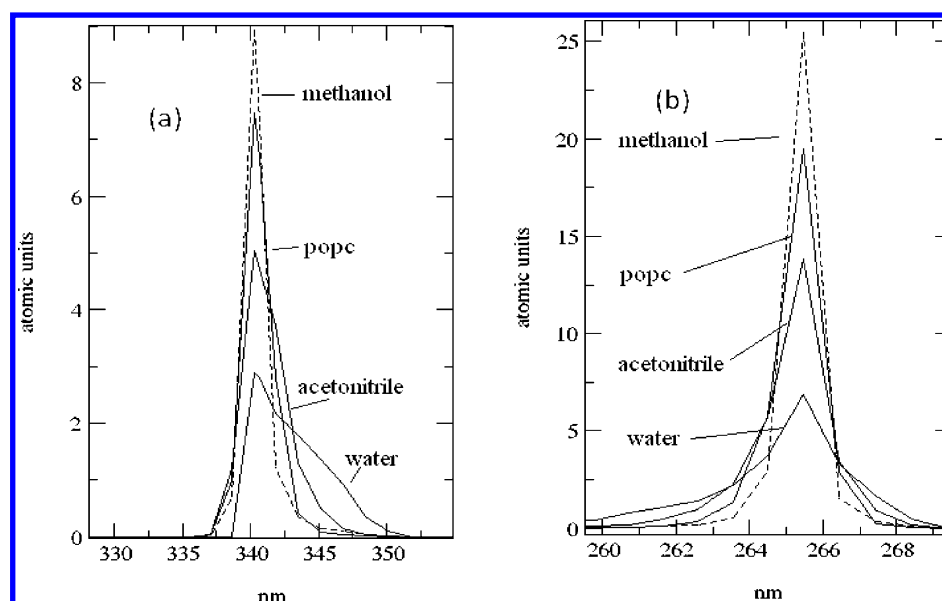 (a)
methanol
popc
acetonitrile
water
atomic units
8
6
4
2
0
330 335 340 345 350
nm
(b)
methanol
popc
acetonitrile
water
atomic units
25
20
15
10
5
0
260 262 264 266 268
nm